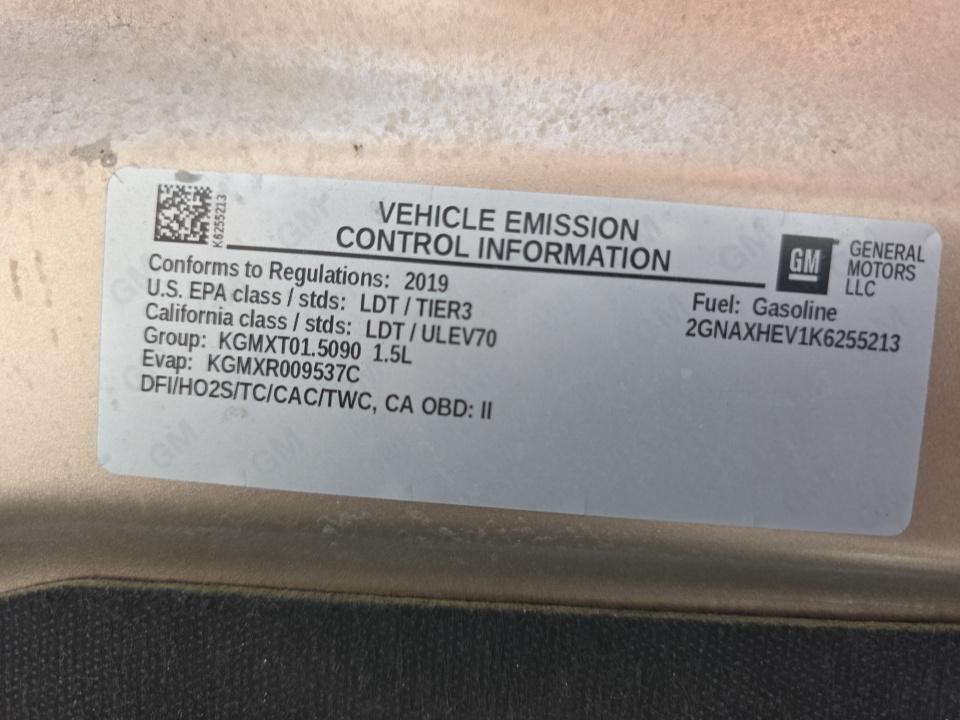 K6255213
VEHICLE EMISSION
CONTROL INFORMATION
GM
GENERAL
MOTORS
LLC
Conforms to Regulations: 2019
U.S. EPA class / stds: LDT / TIER3
California class / stds: LDT / ULEV70
Group: KGMXT01.5090 1.5L
Evap: KGMXR009537C
DFI/HO2S/TC/CAC/TWC, CA OBD: II
Fuel: Gasoline
2GNAXHEV1K6255213